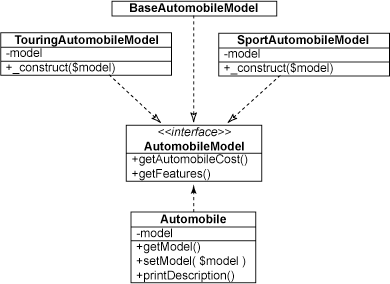 BaseAutomobileModel
TouringAutomobileModel
-model
+_construct($model)
SportAutomobileModel
-model
+_construct($model)
<<interface>>
AutomobileModel
+getAutomobileCost()
+getFeatures()
Automobile
-model
+getModel()
+setModel( $model )
+printDescription()